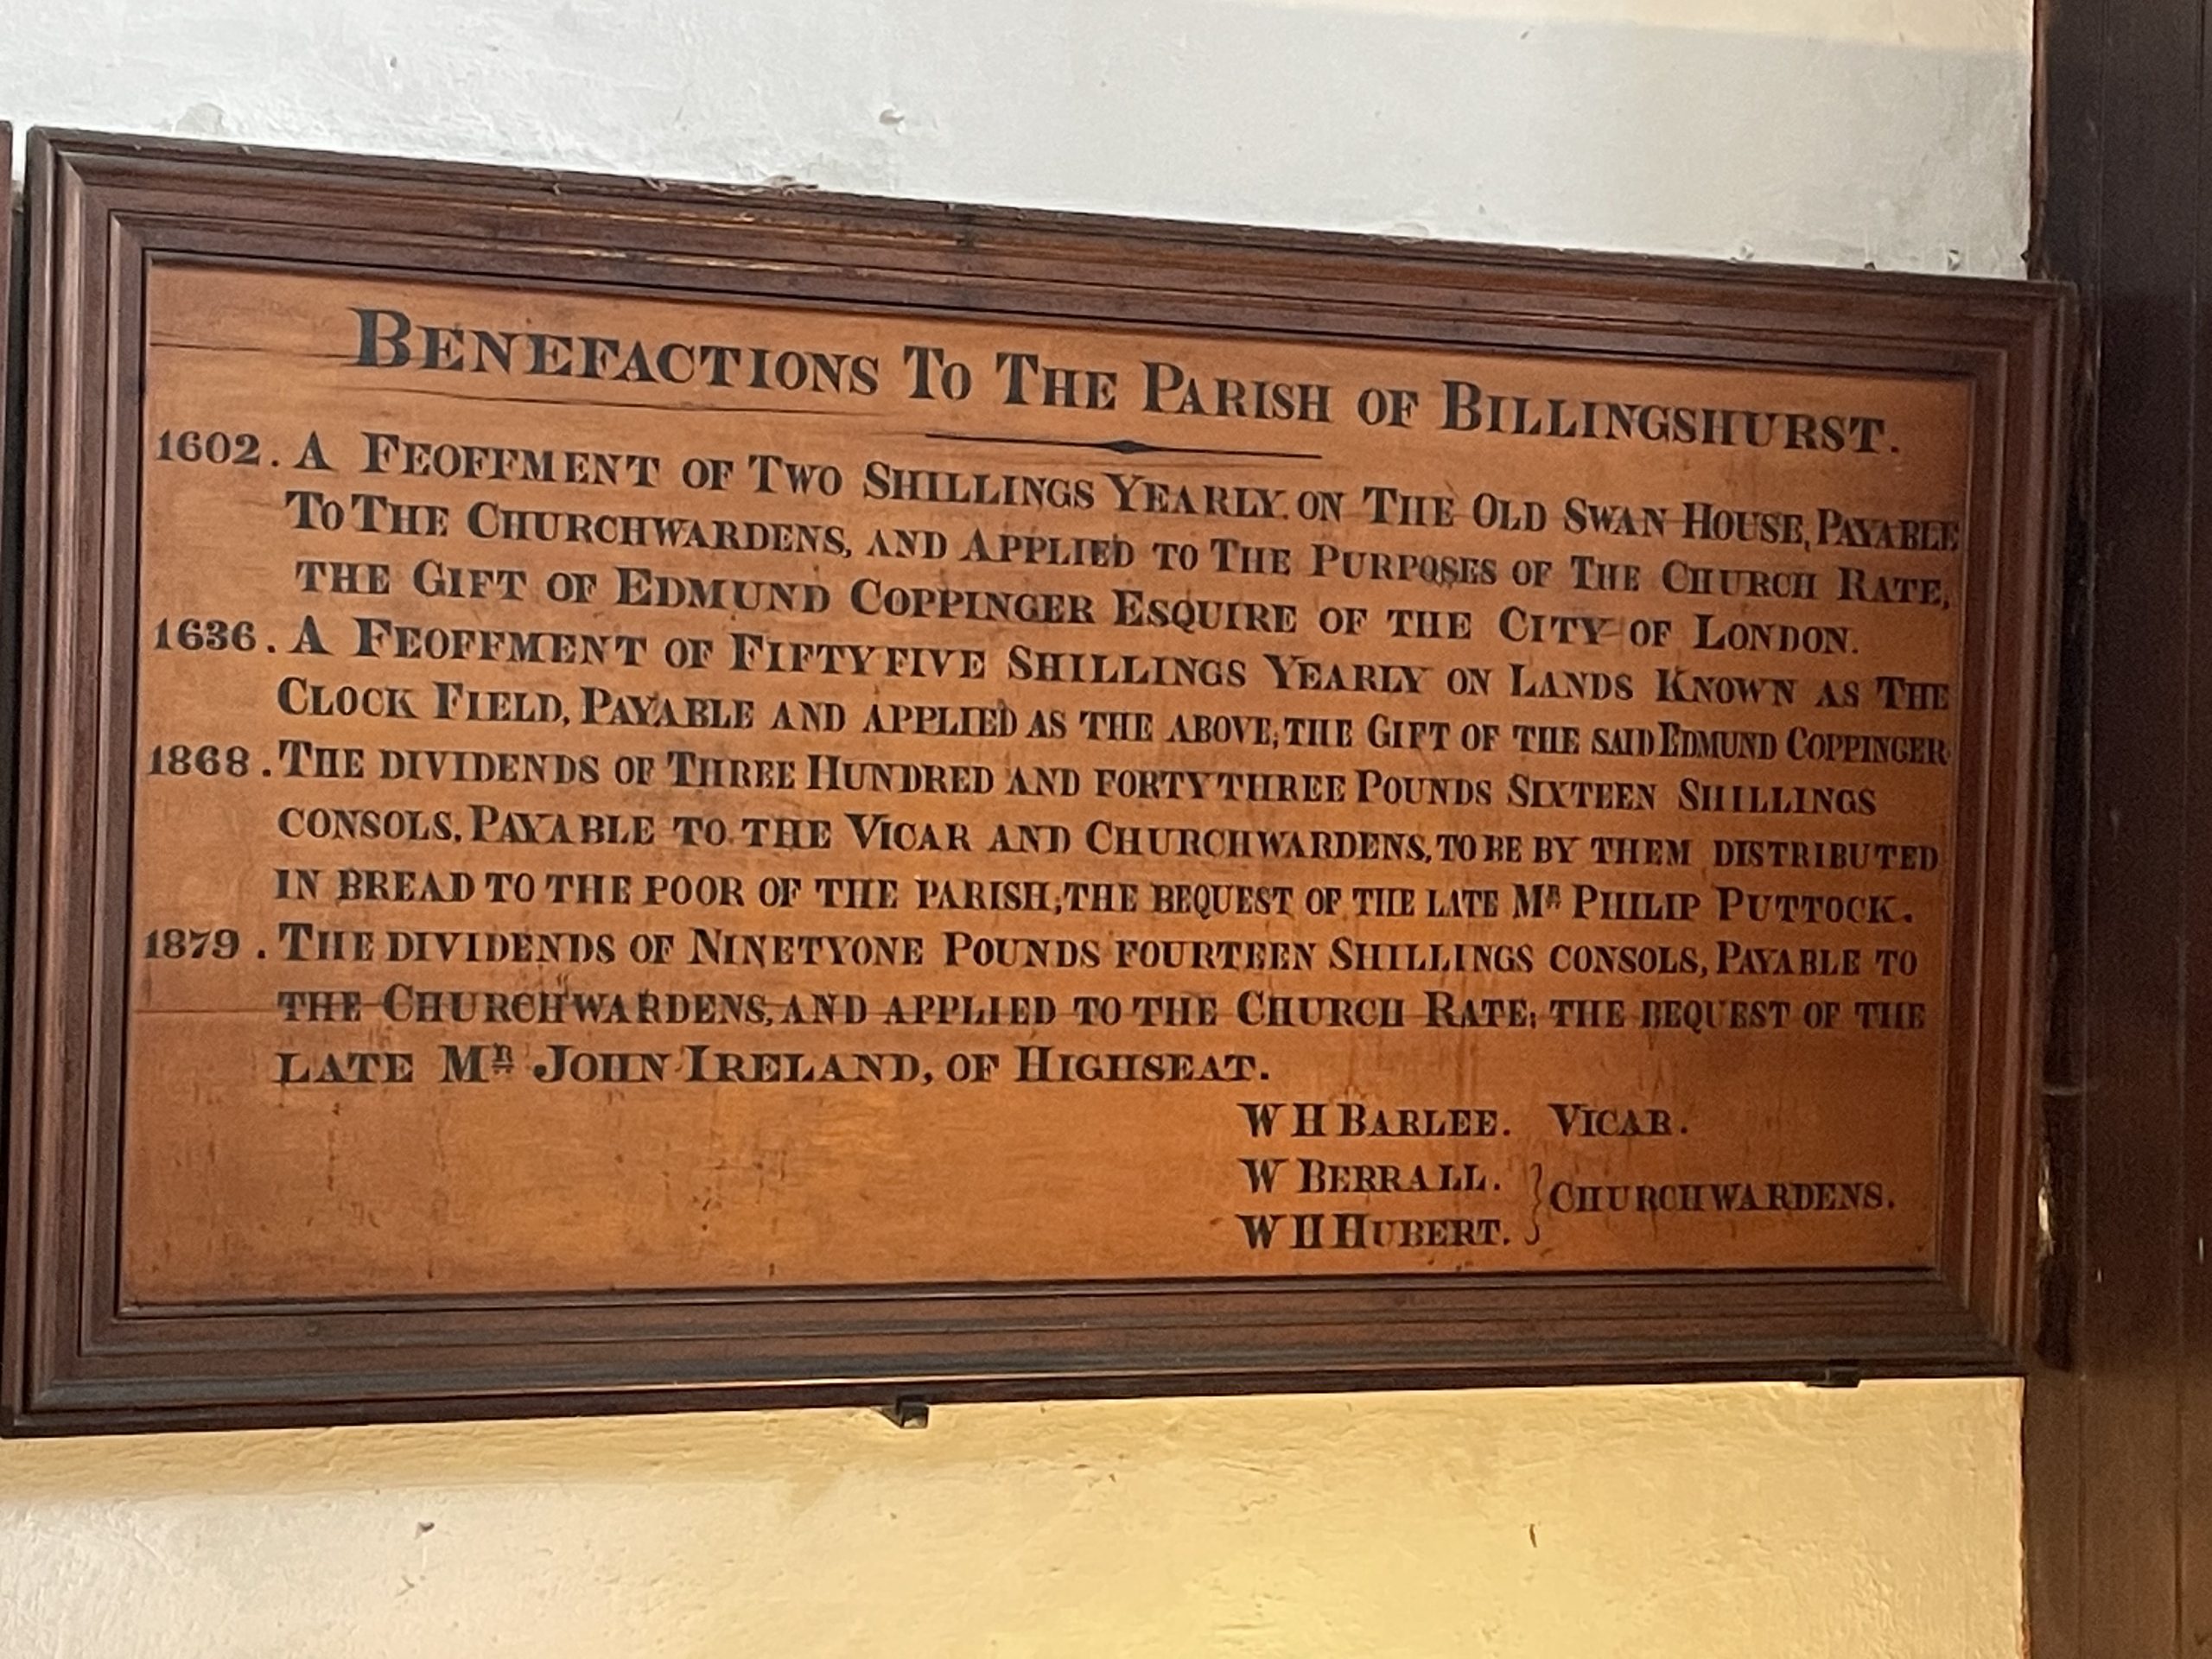 BENEFACTIONS TO THE PARISH OF BILLINGSHURST.
1602. A FEOFFMENT OF TWO SHILLINGS YEARLY. ON THE OLD SWAN HOUSE, PAYABLE
TO THE CHURCHWARDENS, AND APPLIED TO THE PURPOSES OF THE CHURCH RATE,
THE GIFT OF EDMUND COPPINGER ESQUIRE OF THE CITY OF LONDON.
1636. A FEOFFMENT OF FIFTYFIVE SHILLINGS YEARLY ON LANDS KNOWN AS THE
CLOCK FIELD, PAYABLE AND APPLIED AS THE ABOVE; THE GIFT OF THE SAID EDMUND COPPINGER.
1868. THE DIVIDENDS OF THREE HUNDRED AND FORTYTHREE POUNDS SIXTEEN SHILLINGS
CONSOLS, PAYABLE TO THE VICAR AND CHURCHWARDENS, TO BE BY THEM DISTRIBUTED
IN BREAD TO THE POOR OF THE PARISH; THE BEQUEST OF THE LATE MR PHILIP PUTTOCK.
1879. THE DIVIDENDS OF NINETYONE POUNDS FOURTEEN SHILLINGS CONSOLS, PAYABLE TO
THE CHURCHWARDENS, AND APPLIED TO THE CHURCH RATE; THE BEQUEST OF THE
LATE MR JOHN IRELAND, OF HIGHSEAT.
W H BARLEE. VICAR.
W BERRALL.
W H HUBERT. } CHURCHWARDENS.